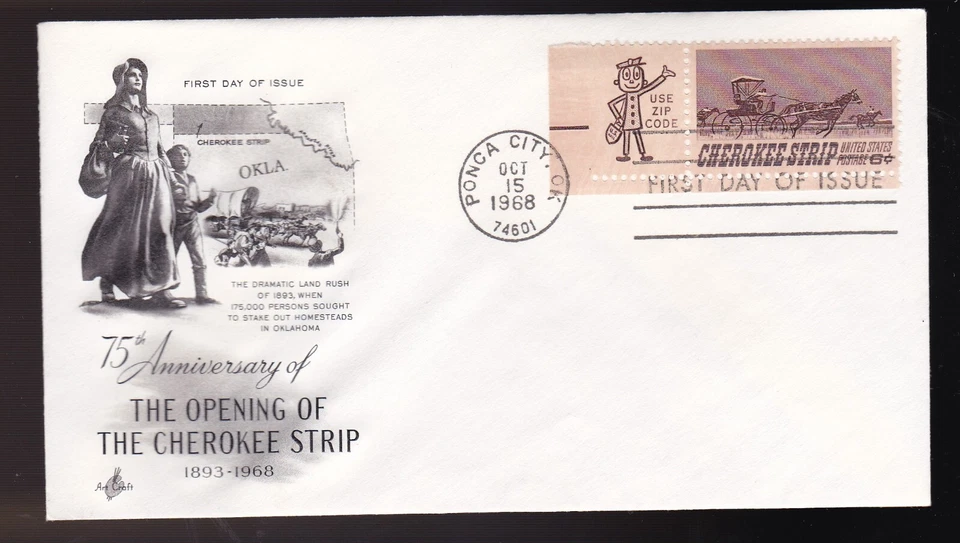 FIRST DAY OF ISSUE
CHEROKEE STRIP
OKLA.
THE DRAMATIC LAND RUSH
OF 1893, WHEN
175,000 PERSONS SOUGHT
TO STAKE OUT HOMESTEADS
IN OKLAHOMA
75th Anniversary of
THE OPENING OF
THE CHEROKEE STRIP
1893-1968
Art Craft
PONCA CITY, OK
OCT
15
1968
74601
USE
ZIP
CODE
CHEROKEE STRIP UNITED STATES
POSTAGE 6¢
FIRST DAY OF ISSUE